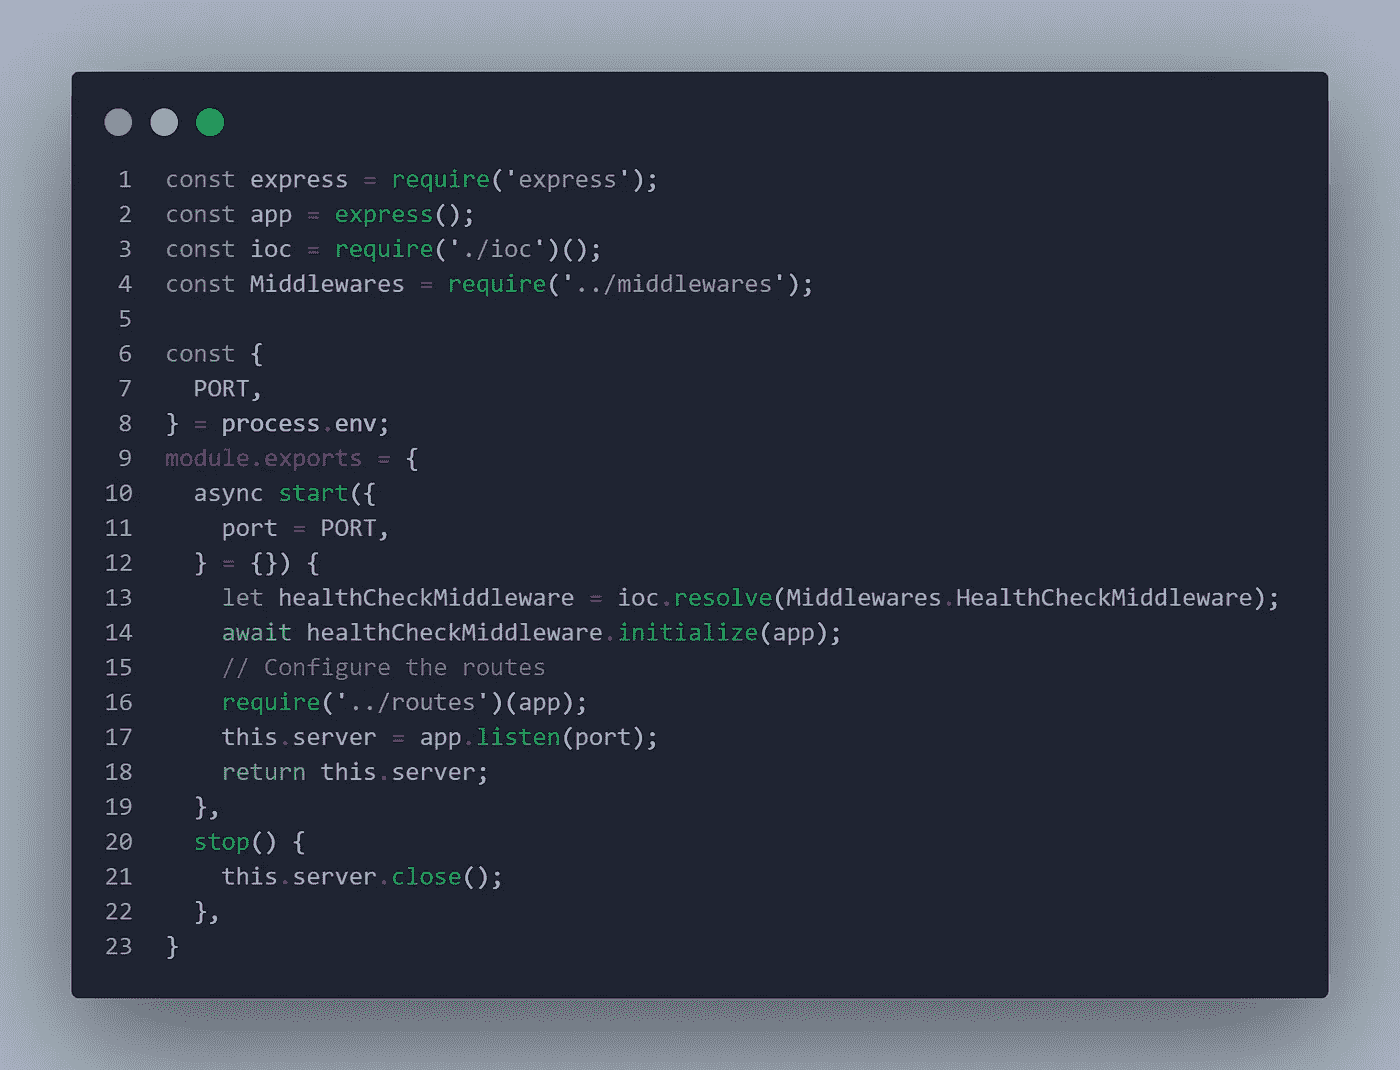 1 const express = require('express');
2 const app = express();
3 const ioc = require('./ioc')();
4 const Middlewares = require('../middlewares');
5
6 const {
7   PORT,
8 } = process.env;
9 module.exports = {
10   async start({
11     port = PORT,
12   } = {}) {
13     let healthCheckMiddleware = ioc.resolve(Middlewares.HealthCheckMiddleware);
14     await healthCheckMiddleware.initialize(app);
15     // Configure the routes
16     require('../routes')(app);
17     this.server = app.listen(port);
18     return this.server;
19   },
20   stop() {
21     this.server.close();
22   },
23 }